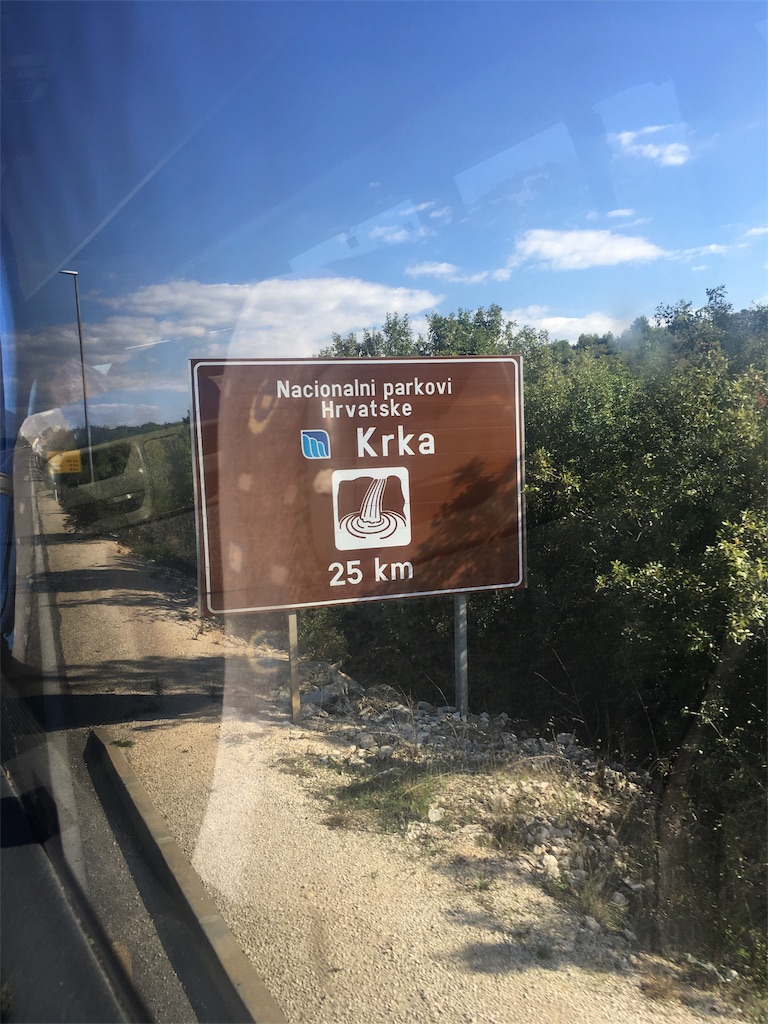 Nacionalni parkovi
Hrvatske
Krka
25 km